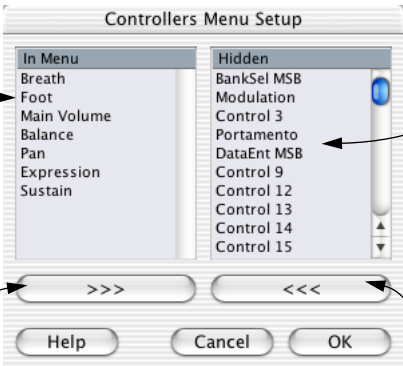 Controllers Menu Setup
In Menu
Breath
Foot
Main Volume
Balance
Pan
Expression
Sustain
Hidden
BankSel MSB
Modulation
Control 3
Portamento
DataEnt MSB
Control 9
Control 12
Control 13
Control 14
Control 15
>>>
<<<
Help
Cancel
OK